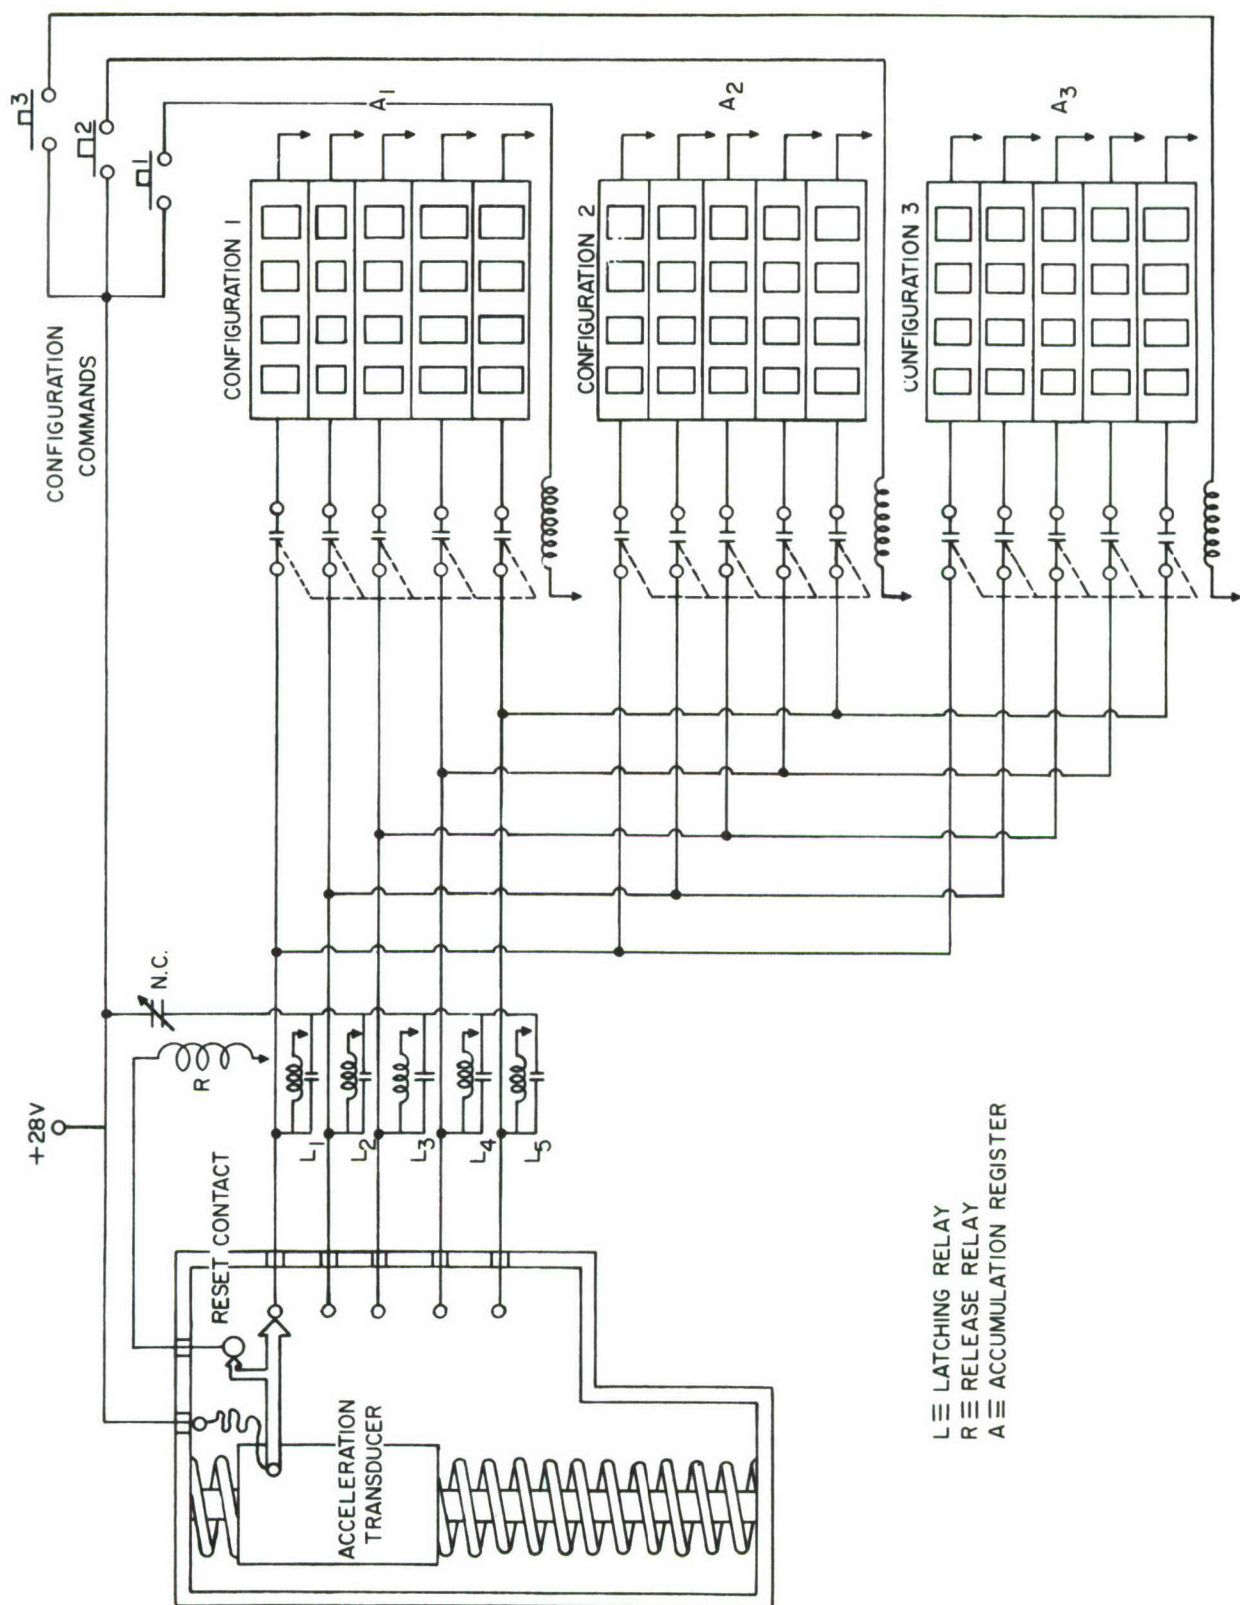 3
2
1
CONFIGURATION
COMMANDS
CONFIGURATION 1
A1
CONFIGURATION 2
A2
CONFIGURATION 3
A3
+28V
N.C.
R
RESET CONTACT
L1
L2
L3
L4
L5
ACCELERATION
TRANSDUCER
L ≡ LATCHING RELAY
R ≡ RELEASE RELAY
A ≡ ACCUMULATION REGISTER